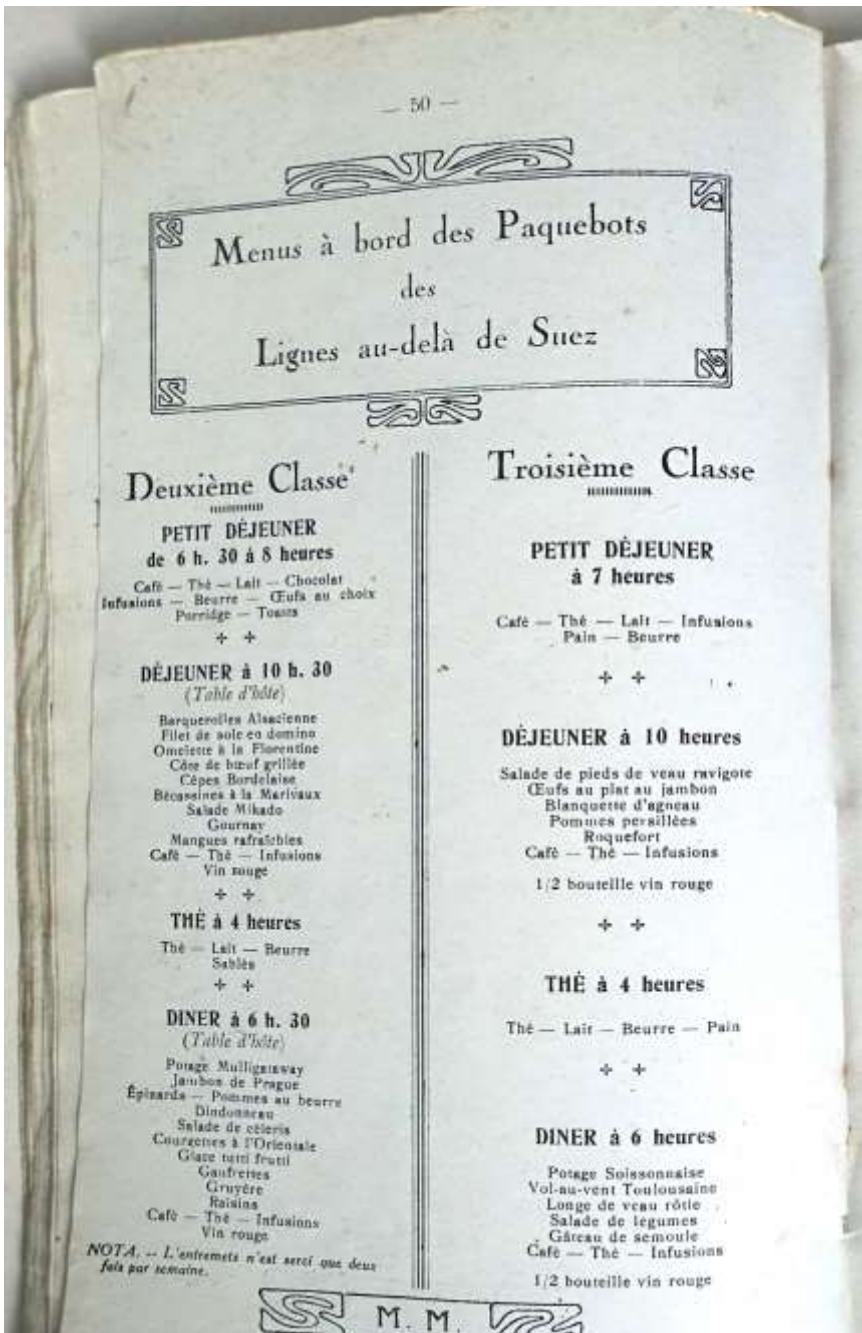 — 50 —
Menus à bord des Paquebots
des
Lignes au-delà de Suez
Deuxième Classe
PETIT DÉJEUNER
de 6 h. 30 à 8 heures
Café — Thé — Lait — Chocolat
Infusions — Beurre — Œufs au choix
Porridge — Toasts
DÉJEUNER à 10 h. 30
(Table d'hôte)
Barquerolles Alsacienne
Filet de sole en domino
Omelette à la Florentine
Côte de bœuf grillée
Cèpes Bordelaise
Bécassines à la Marivaux
Salade Mikado
Gournay
Mangues rafraîchies
Café — Thé — Infusions
Vin rouge
THÉ à 4 heures
Thé — Lait — Beurre
Sablés
DINER à 6 h. 30
(Table d'hôte)
Potage Mulligataway
Jambon de Prague
Épinards — Pommes au beurre
Dindonneau
Salade de céleris
Courgettes à l'Orientale
Glace tutti frutti
Gaufrettes
Gruyère
Raisins
Café — Thé — Infusions
Vin rouge
NOTA. — L'entremets n'est servi que deux
fois par semaine.
Troisième Classe
PETIT DÉJEUNER
à 7 heures
Café — Thé — Lait — Infusions
Pain — Beurre
DÉJEUNER à 10 heures
Salade de pieds de veau ravigote
Œufs au plat au jambon
Blanquette d'agneau
Pommes persillées
Roquefort
Café — Thé — Infusions
1/2 bouteille vin rouge
THÉ à 4 heures
Thé — Lait — Beurre — Pain
DINER à 6 heures
Potage Soissonnaise
Vol-au-vent Toulousaine
Longe de veau rôtie
Salade de légumes
Gâteau de semoule
Café — Thé — Infusions
1/2 bouteille vin rouge
M. M.